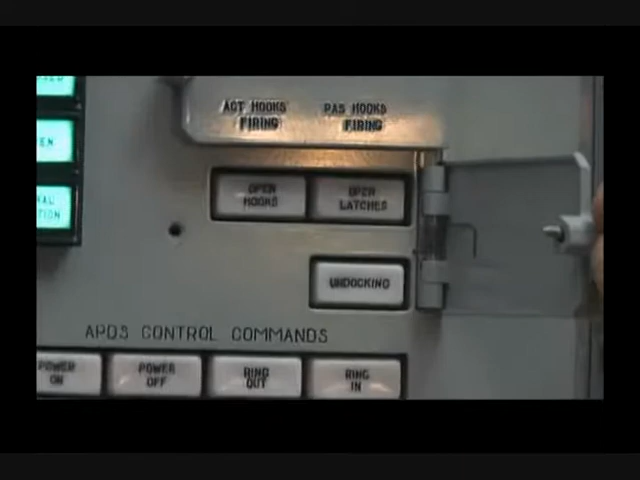 ACT HOOKS
FIRING
PAS HOOKS
FIRING
OPEN
HOOKS
OPEN
LATCHES
UNDOCKING
APDS CONTROL COMMANDS
POWER
ON
POWER
OFF
RING
OUT
RING
IN